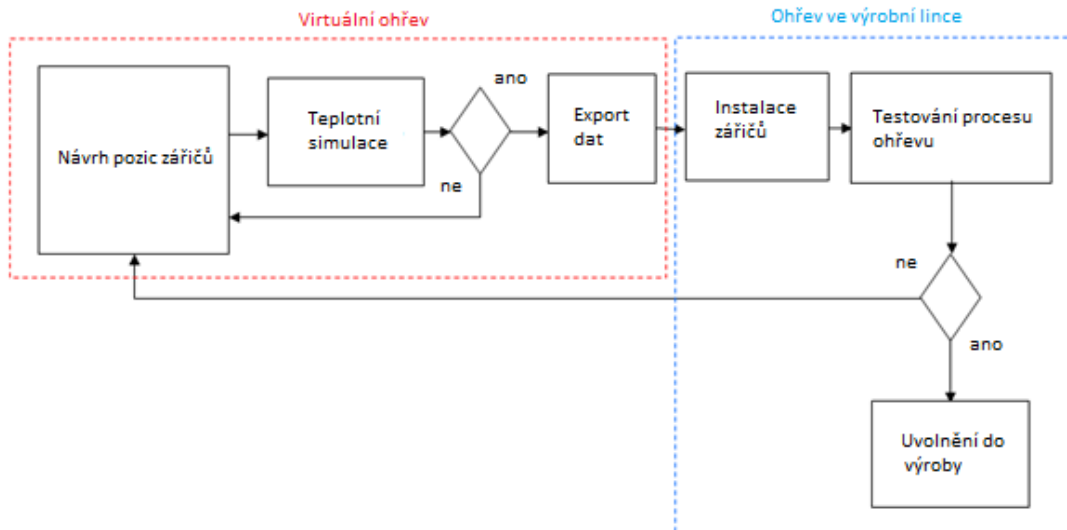 Virtuální ohřev
Ohřev ve výrobní lince
Návrh pozic zářičů
Teplotní
simulace
ano
ne
Export
dat
Instalace
zářičů
Testování procesu
ohřevu
ne
ano
Uvolnění do
výroby